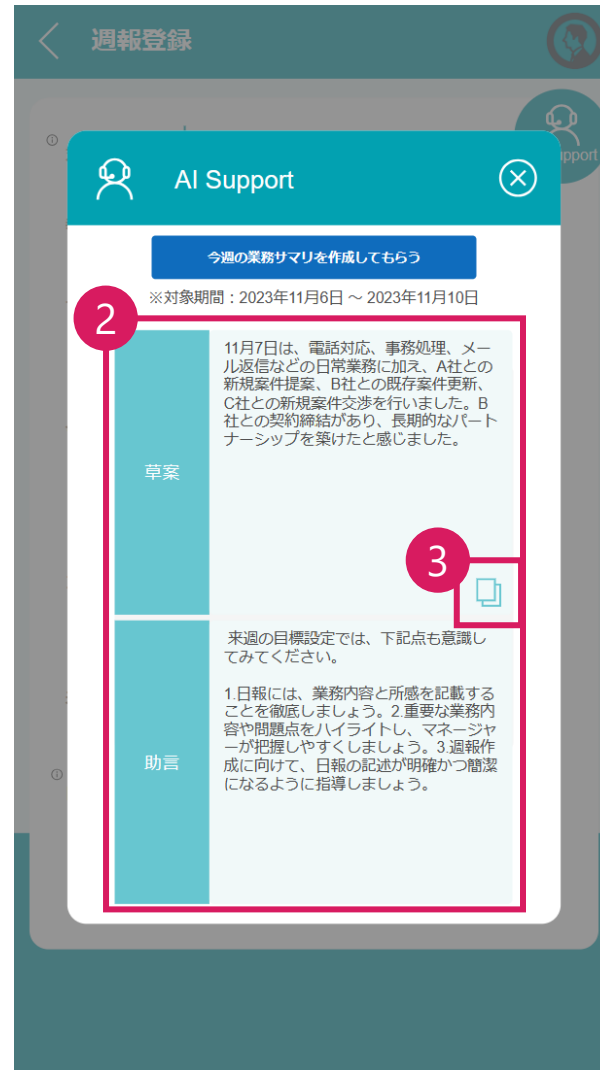 週報登録
Support
AI Support
今週の業務サマリを作成してもらう
※対象期間：2023年11月6日 ～ 2023年11月10日
2
11月7日は、電話対応、事務処理、メー
ル返信などの日常業務に加え、A社との
新規案件提案、B社との既存案件更新、
C社との新規案件交渉を行いました。B
社との契約締結があり、長期的なパート
ナーシップを築けたと感じました。
草案
3
来週の目標設定では、下記点も意識し
てみてください。
1.日報には、業務内容と所感を記載する
ことを徹底しましょう。2.重要な業務内
容や問題点をハイライトし、マネージャ
ーが把握しやすくしましょう。3.週報作
成に向けて、日報の記述が明確かつ簡潔
になるように指導しましょう。
助言